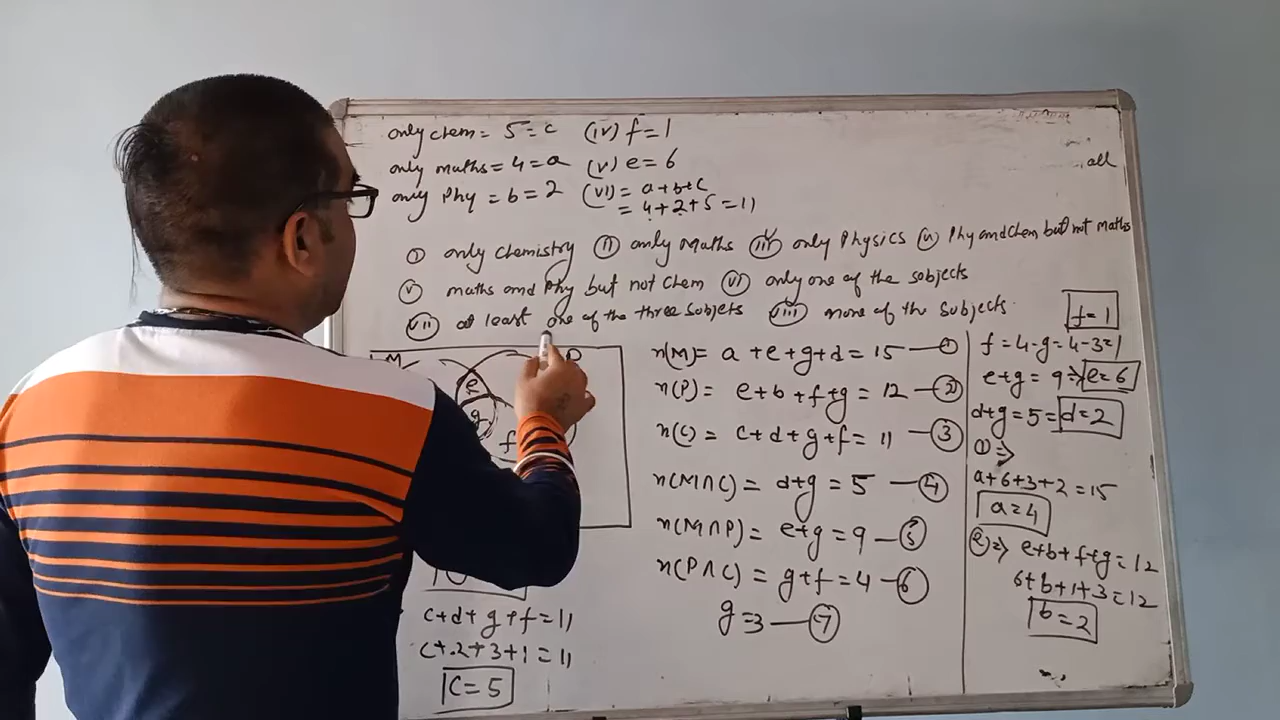 only chem = 5 = c (iv) f = 1
only maths = 4 = a (v) e = 6
only Phy = b = 2 (vi) = a+b+c
= 4+2+5 = 11
all
(i) only chemistry (ii) only Maths (iii) only Physics (iv) Phy and Chem but not maths
(v) maths and Phy but not chem (vi) only one of the sobjects
(vii) at least one of the three subjets (viii) none of the subjects
M P
e
g
f
n(M) = a+e+g+d = 15 — (1)
n(P) = e+b+f+g = 12 — (2)
n(C) = c+d+g+f = 11 — (3)
n(M∩C) = d+g = 5 — (4)
n(M∩P) = e+g = 9 — (5)
n(P∩C) = g+f = 4 — (6)
g = 3 — (7)
f = 1
f = 4-g = 4-3 = 1
e+g = 9 => e = 6
d+g = 5 = d = 2
(1) =>
a+6+3+2 = 15
a = 4
(2) => e+b+f+g = 12
6+b+1+3 = 12
b = 2
c+d+g+f = 11
c+2+3+1 = 11
c = 5